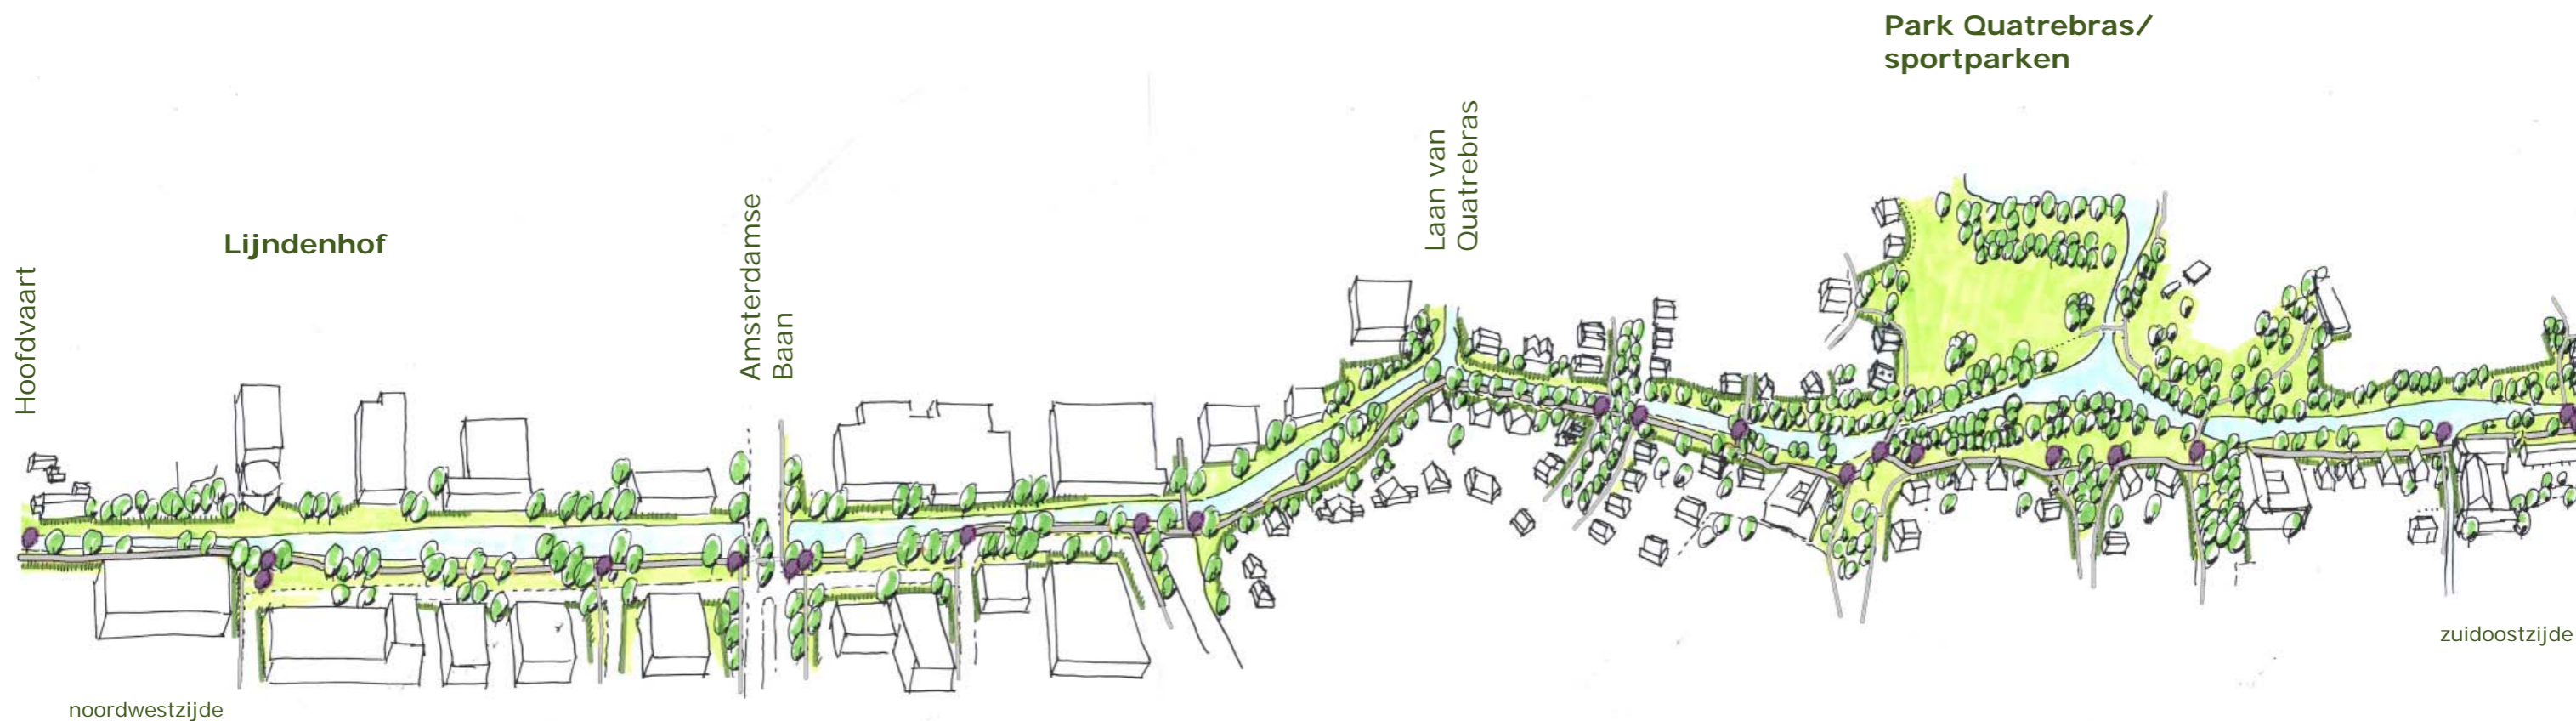 Park Quatrebras/
sportparken
Laan van
Quatrebras
Amsterdamse
Baan
Lijndenhof
Hoofdvaart
zuidoostzijde
noordwestzijde